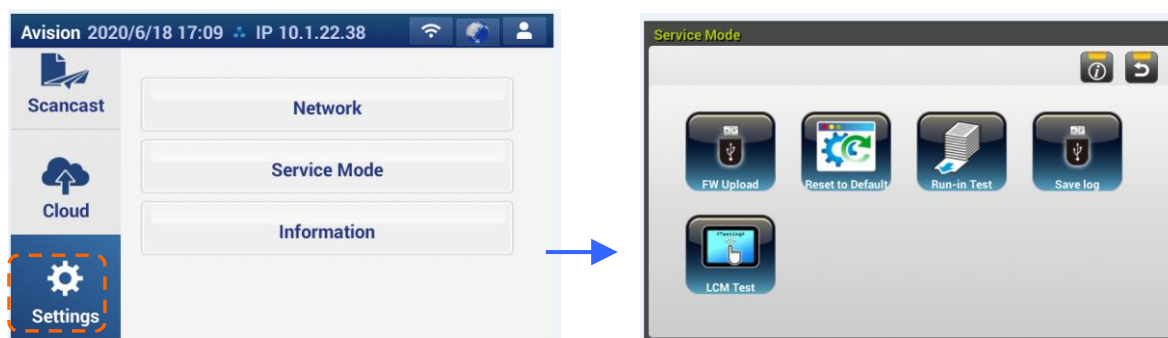 Avision 2020/6/18 17:09 IP 10.1.22.38
Scancast
Cloud
Settings
Network
Service Mode
Information
Service Mode
FW Upload
Reset to Default
Run-in Test
Save log
<Testing>
LCM Test